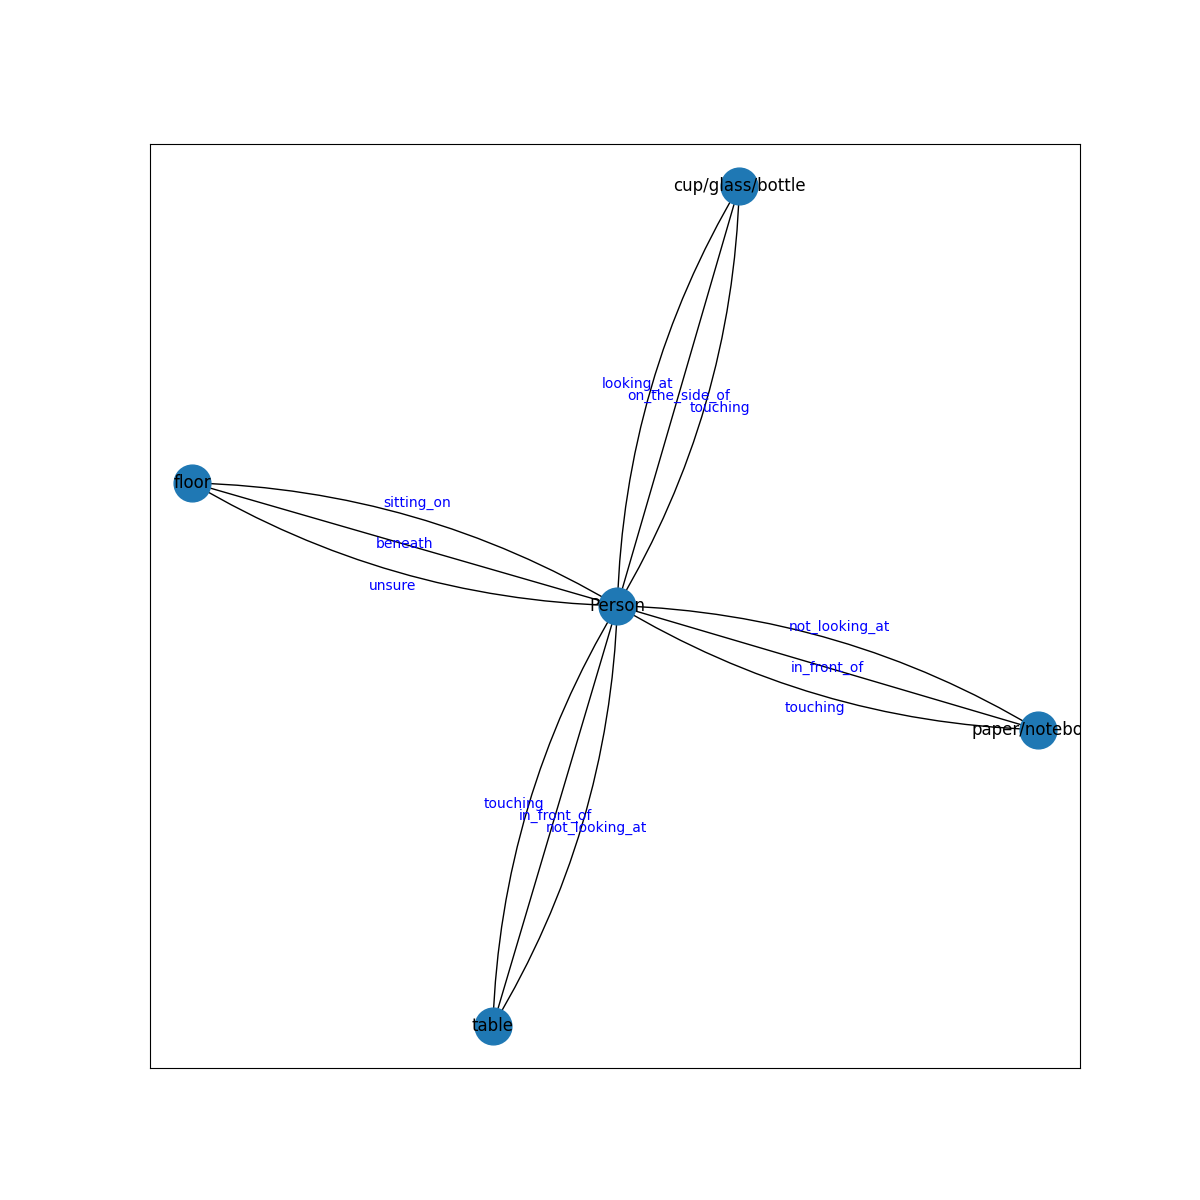 cup/glass/bottle
looking_at
on_the_side_of
touching
floor
sitting_on
beneath
unsure
Person
not_looking_at
in_front_of
touching
paper/notebo
touching
in_front_of
not_looking_at
table